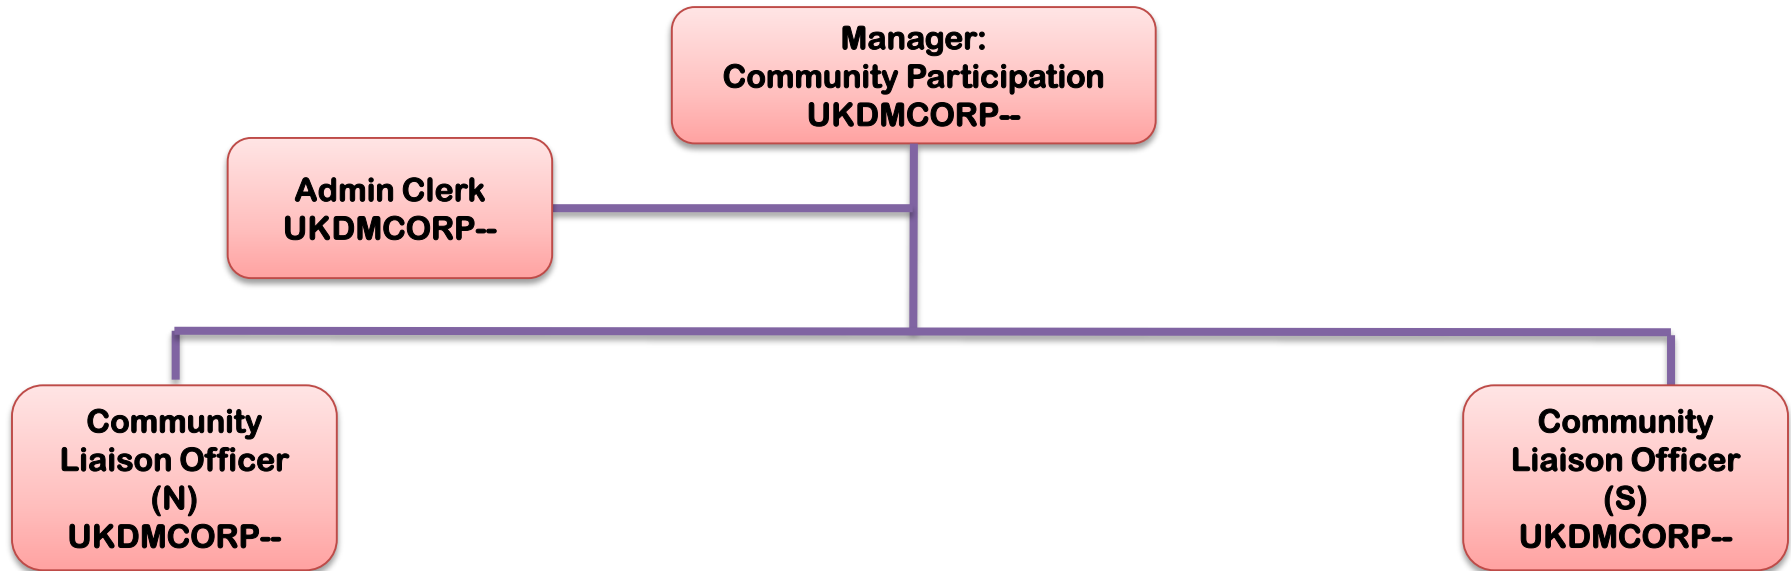 Manager:
Community Participation
UKDMCORP--
Admin Clerk
UKDMCORP--
Community
Liaison Officer
(N)
UKDMCORP--
Community
Liaison Officer
(S)
UKDMCORP--